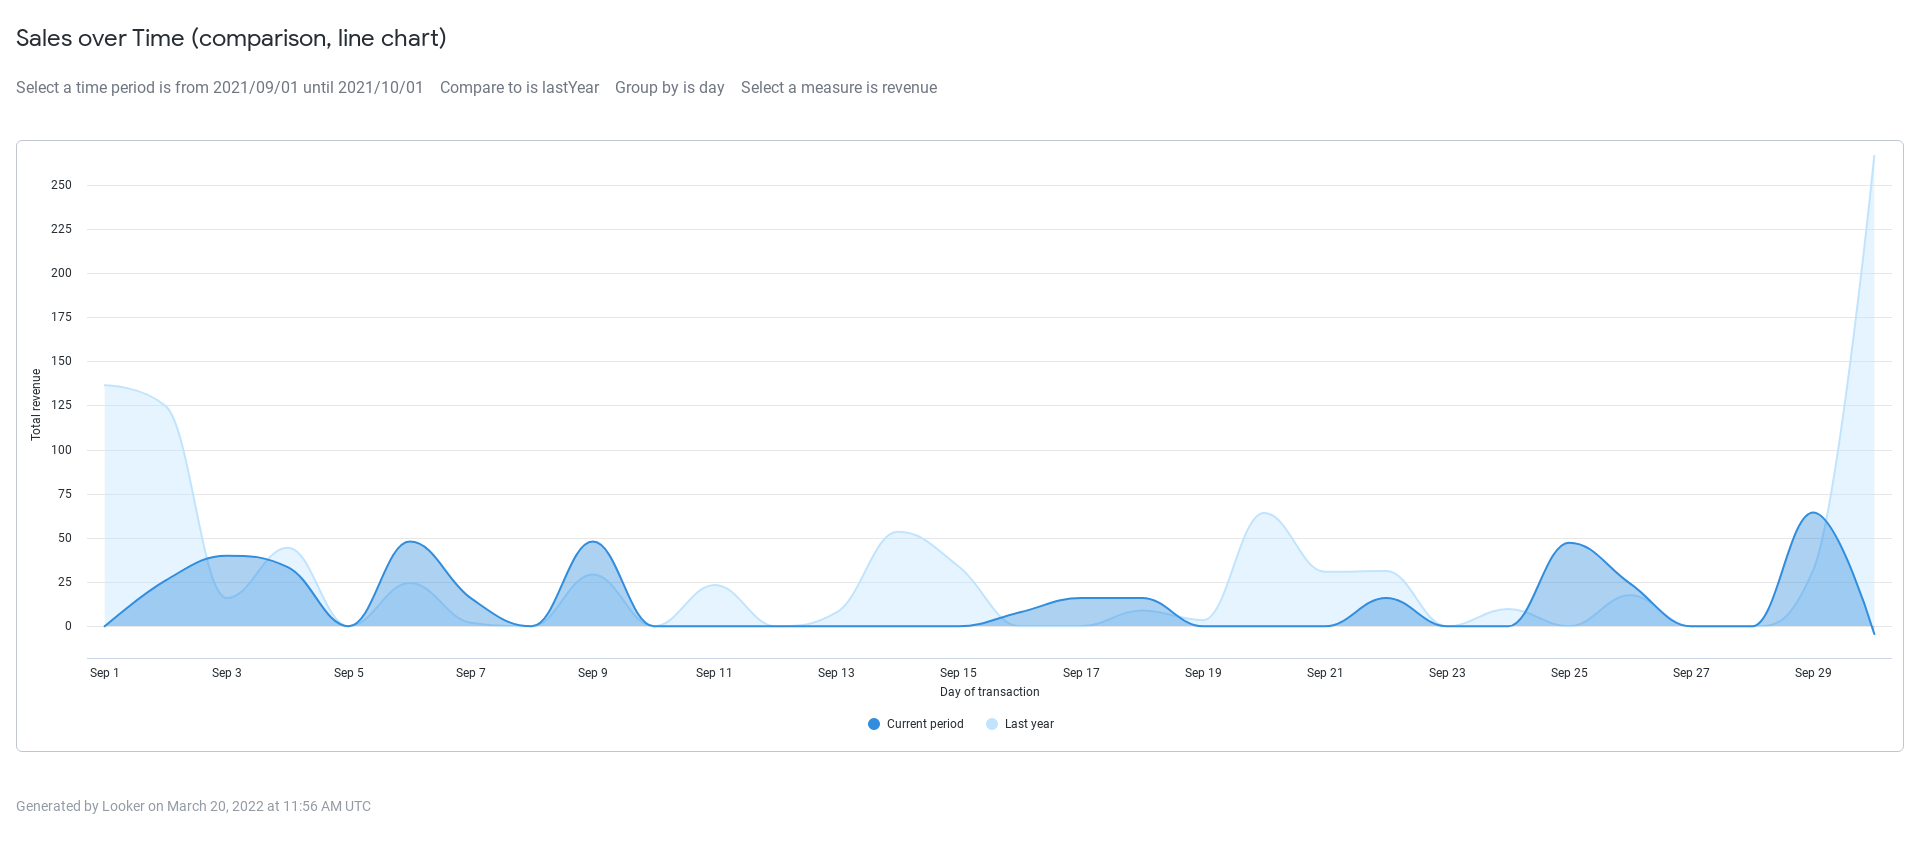 Sales over Time (comparison, line chart)
Select a time period is from 2021/09/01 until 2021/10/01 Compare to is lastYear Group by is day Select a measure is revenue
250
225
200
175
150
125
100
75
50
25
0
Total revenue
Sep 1 Sep 3 Sep 5 Sep 7 Sep 9 Sep 11 Sep 13 Sep 15 Sep 17 Sep 19 Sep 21 Sep 23 Sep 25 Sep 27 Sep 29
Day of transaction
Current period Last year
Generated by Looker on March 20, 2022 at 11:56 AM UTC